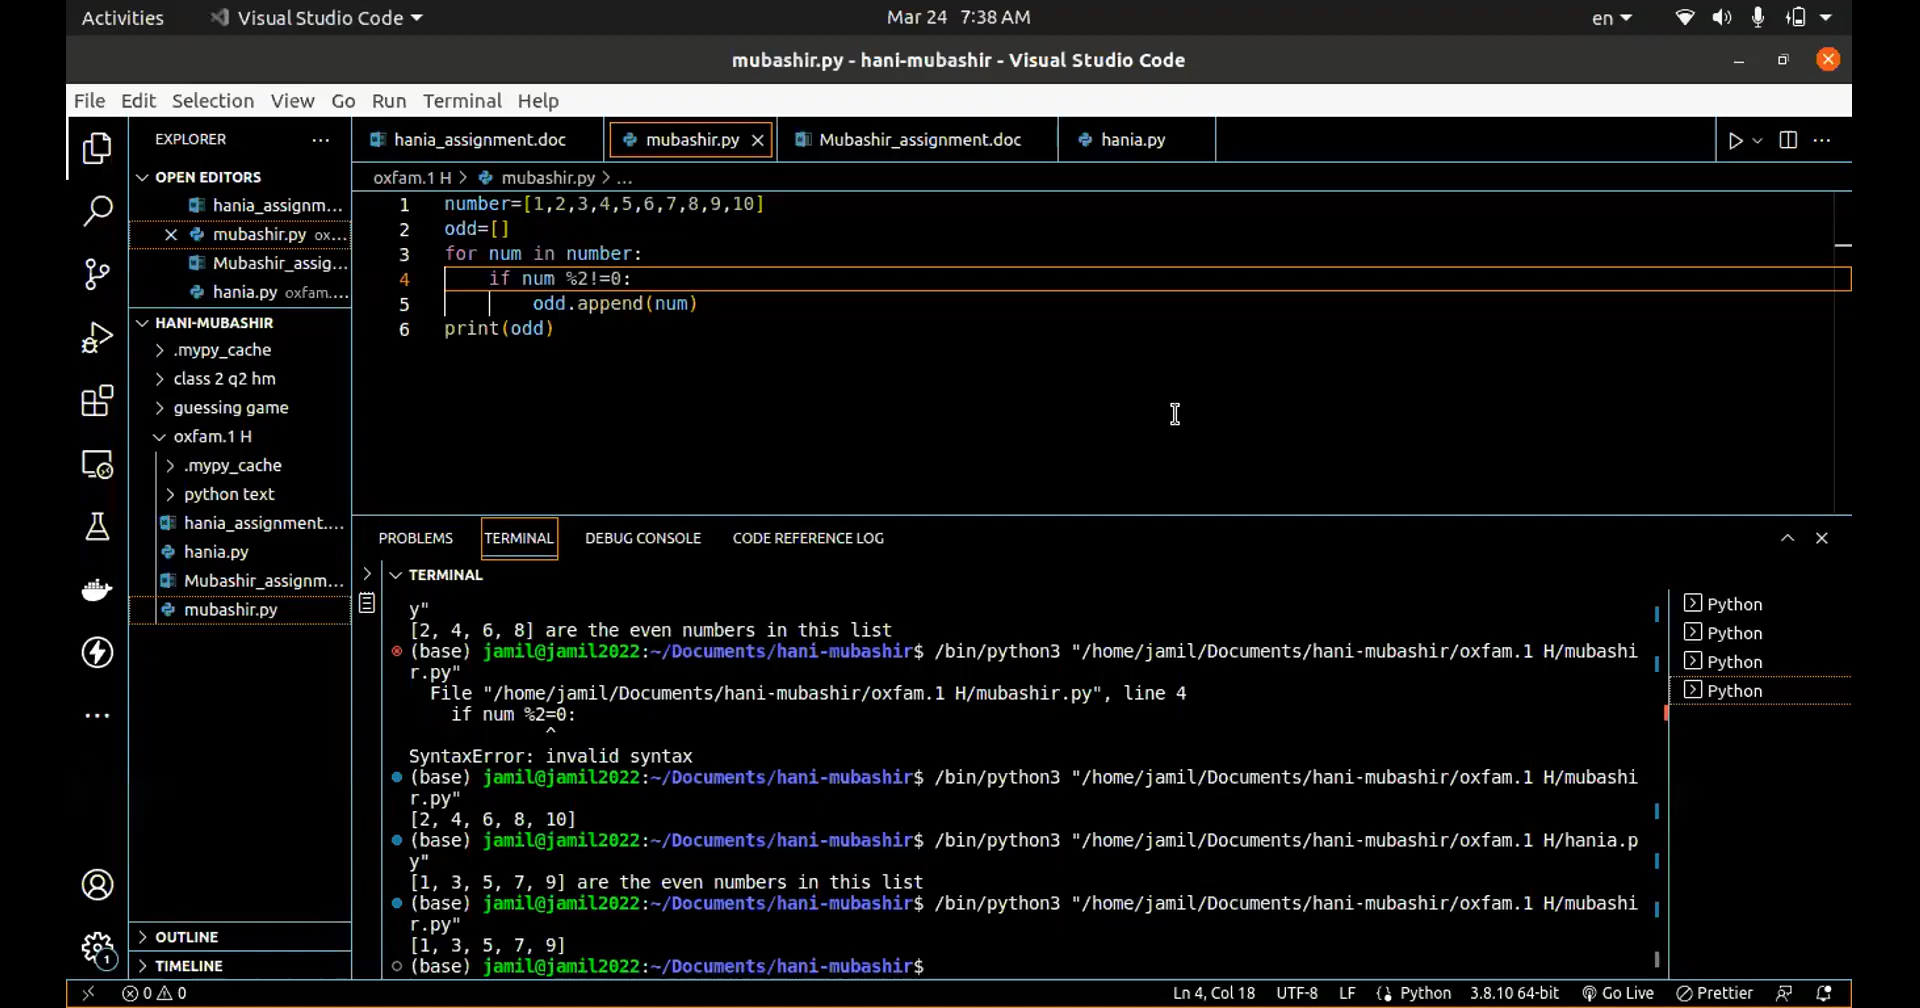 Activities
Visual Studio Code
Mar 24 7:38 AM
en
mubashir.py - hani-mubashir - Visual Studio Code
File Edit Selection View Go Run Terminal Help
EXPLORER
hania_assignment.doc
mubashir.py
Mubashir_assignment.doc
hania.py
OPEN EDITORS
hania_assignm...
mubashir.py ox...
Mubashir_assig...
hania.py oxfam....
HANI-MUBASHIR
.mypy_cache
class 2 q2 hm
guessing game
oxfam.1 H
.mypy_cache
python text
hania_assignment....
hania.py
Mubashir_assignm...
mubashir.py
OUTLINE
TIMELINE
oxfam.1 H > mubashir.py > ...
1 number=[1,2,3,4,5,6,7,8,9,10]
2 odd=[]
3 for num in number:
4 if num %2!=0:
5 odd.append(num)
6 print(odd)
PROBLEMS TERMINAL DEBUG CONSOLE CODE REFERENCE LOG
TERMINAL
y"
[2, 4, 6, 8] are the even numbers in this list
(base) jamil@jamil2022:~/Documents/hani-mubashir$ /bin/python3 "/home/jamil/Documents/hani-mubashir/oxfam.1 H/mubashi
r.py"
File "/home/jamil/Documents/hani-mubashir/oxfam.1 H/mubashir.py", line 4
if num %2=0:
^
SyntaxError: invalid syntax
(base) jamil@jamil2022:~/Documents/hani-mubashir$ /bin/python3 "/home/jamil/Documents/hani-mubashir/oxfam.1 H/mubashi
r.py"
[2, 4, 6, 8, 10]
(base) jamil@jamil2022:~/Documents/hani-mubashir$ /bin/python3 "/home/jamil/Documents/hani-mubashir/oxfam.1 H/hania.p
y"
[1, 3, 5, 7, 9] are the even numbers in this list
(base) jamil@jamil2022:~/Documents/hani-mubashir$ /bin/python3 "/home/jamil/Documents/hani-mubashir/oxfam.1 H/mubashi
r.py"
[1, 3, 5, 7, 9]
(base) jamil@jamil2022:~/Documents/hani-mubashir$
Python
Python
Python
Python
1
0 0
Ln 4, Col 18 UTF-8 LF Python 3.8.10 64-bit Go Live Prettier